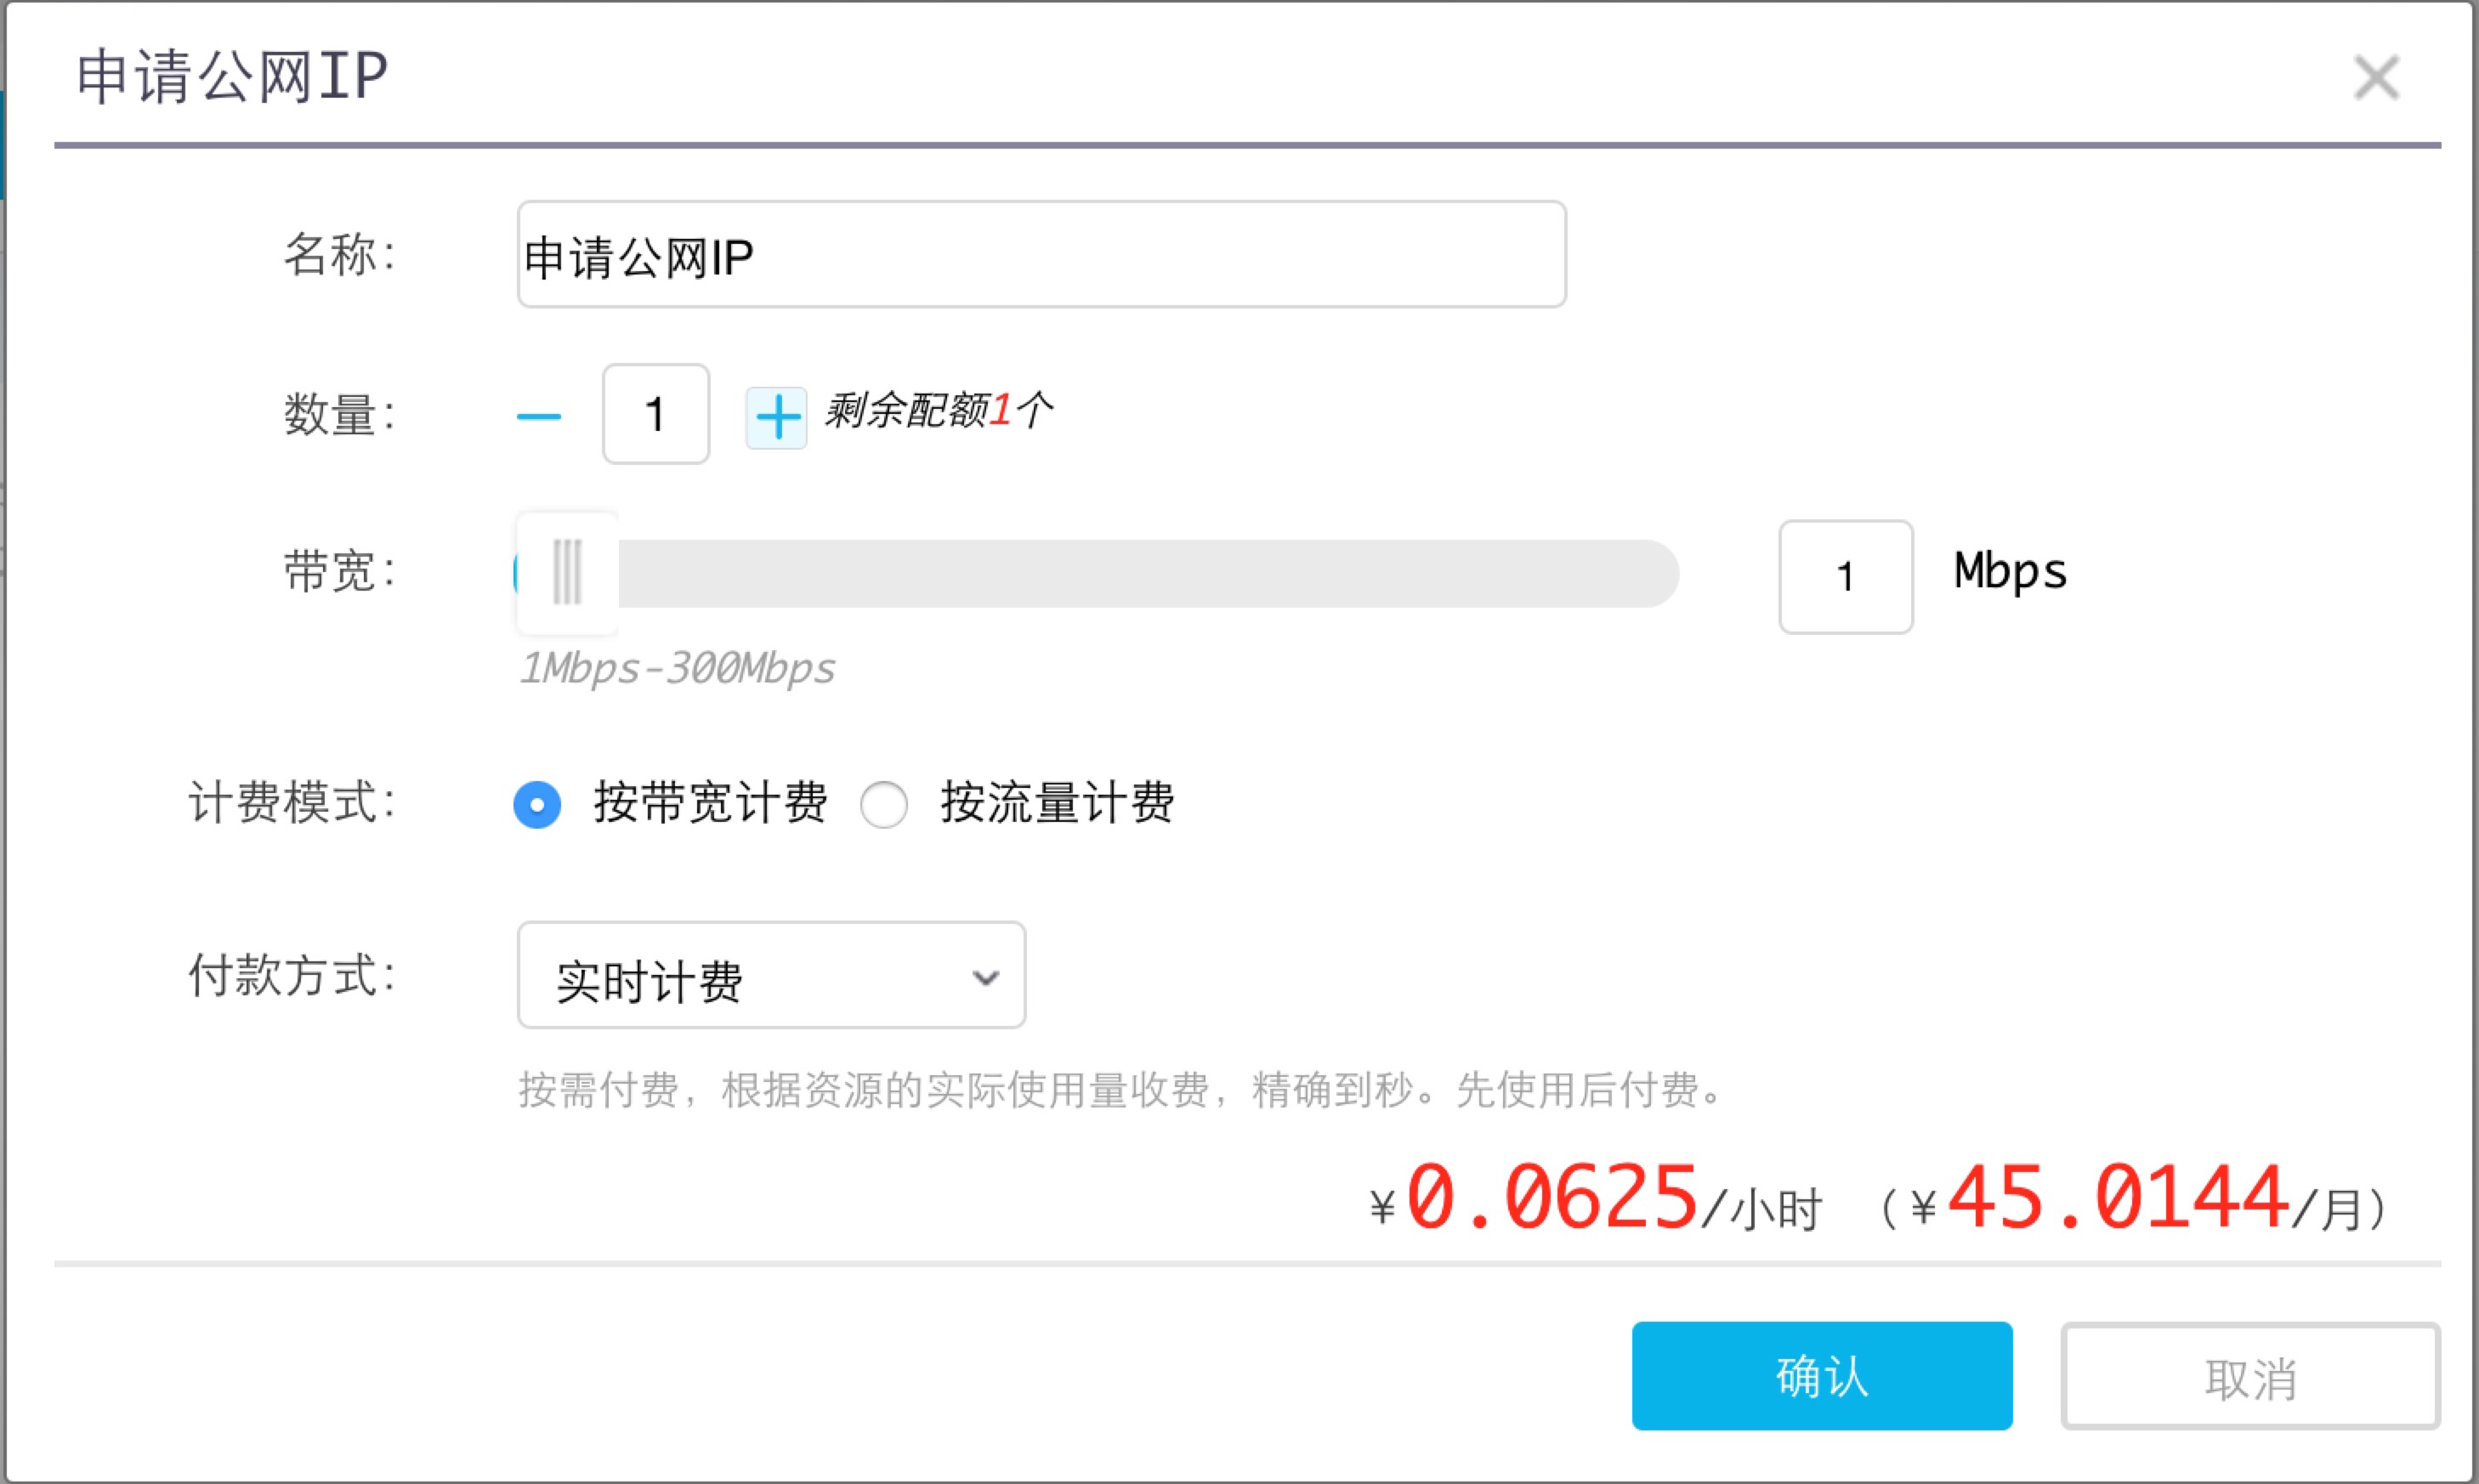 申请公网IP
名称： 申请公网IP
数量： 1 剩余配额1个
带宽： 1 Mbps
1Mbps-300Mbps
计费模式： 按带宽计费 按流量计费
付款方式： 实时计费
按需付费，根据资源的实际使用量收费，精确到秒。先使用后付费。
¥0.0625/小时 （¥45.0144/月）
确认 取消